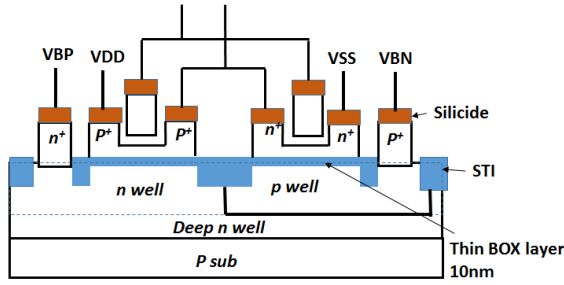 VBP
VDD
VSS
VBN
Silicide
n+
P+
P+
n+
n+
P+
STI
n well
p well
Deep n well
Thin BOX layer
10nm
P sub